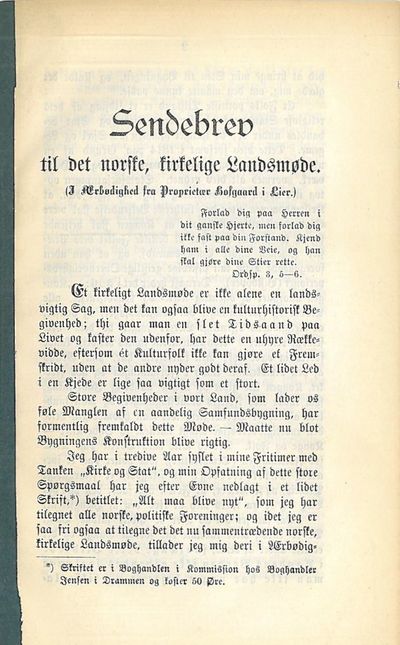 Sendebrev
til det norske, kirkelige Landsmøde.
(I Ærbødighed fra Proprietær Hofgaard i Lier.)
Forlad dig paa Herren i
dit ganske Hjerte, men forlad dig
ikke fast paa din Forstand. Kjend
ham i alle dine Veie, og han
skal gjøre dine Stier rette.
Ordsp. 3, 5—6.
Et kirkeligt Landsmøde er ikke alene en lands-
vigtig Sag, men det kan ogsaa blive en kulturhistorisk Be-
givenhed; thi gaar man en slet Tidsaand paa
Livet og kaster den udenfor, har dette en uhyre Række-
vidde, eftersom ét Kulturfolk ikke kan gjøre et Frem-
skridt, uden at de andre nyder godt deraf. Et lidet Led
i en Kjede er lige saa vigtigt som et stort.
Store Begivenheder i vort Land, som lader os
føle Manglen af en aandelig Samfundsbygning, har
formentlig fremkaldt dette Møde. — Maatte nu blot
Bygningens Konstruktion blive rigtig.
Jeg har i tredive Aar syslet i mine Fritimer med
Tanken „Kirke og Stat“, og min Opfatning af dette store
Spørgsmaal har jeg efter Evne nedlagt i et lidet
Skrift,*) betitlet: „Alt maa blive nyt“, som jeg har
tilegnet alle norske, politiske Foreninger; og idet jeg er
saa fri ogsaa at tilegne det det nu sammentrædende norske,
kirkelige Landsmøde, tillader jeg mig deri i Ærbødig-
*) Skriftet er i Boghandlen i Kommission hos Boghandler
Jensen i Drammen og koster 50 Øre.